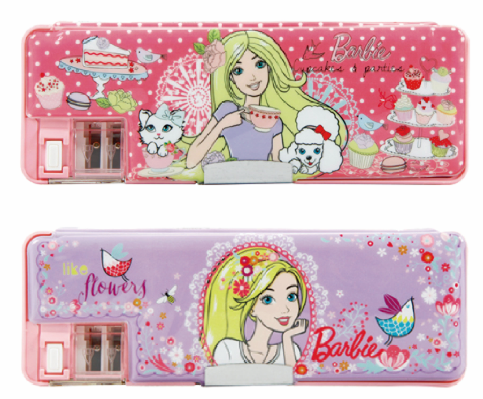 Barbie
cupcakes & parties
like
flowers
Barbie